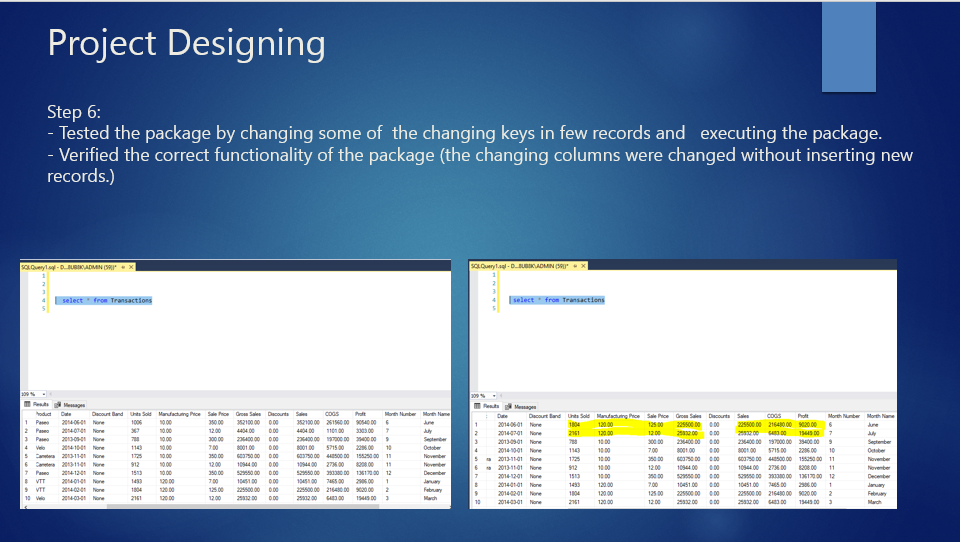 Project Designing
Step 6:
- Tested the package by changing some of the changing keys in few records and executing the package.
- Verified the correct functionality of the package (the changing columns were changed without inserting new
records.)
SQLQuery1.sql - D...8UB8K\ADMIN (59))*
1
2
3
4 select * from Transactions
5
109 %
Results Messages
Product Date Discount Band Units Sold Manufacturing Price Sale Price Gross Sales Discounts Sales COGS Profit Month Number Month Name
1 Paseo 2014-06-01 None 1006 10.00 350.00 352100.00 0.00 352100.00 261560.00 90540.00 6 June
2 Paseo 2014-07-01 None 367 10.00 12.00 4404.00 0.00 4404.00 1101.00 3303.00 7 July
3 Paseo 2013-09-01 None 788 10.00 300.00 236400.00 0.00 236400.00 197000.00 39400.00 9 September
4 Velo 2014-10-01 None 1143 10.00 7.00 8001.00 0.00 8001.00 5715.00 2286.00 10 October
5 Carretera 2013-11-01 None 1725 10.00 350.00 603750.00 0.00 603750.00 448500.00 155250.00 11 November
6 Carretera 2013-11-01 None 912 10.00 12.00 10944.00 0.00 10944.00 2736.00 8208.00 11 November
7 Paseo 2014-12-01 None 1513 10.00 350.00 529550.00 0.00 529550.00 393380.00 136170.00 12 December
8 VTT 2014-01-01 None 1493 120.00 7.00 10451.00 0.00 10451.00 7465.00 2986.00 1 January
9 VTT 2014-02-01 None 1804 120.00 125.00 225500.00 0.00 225500.00 216480.00 9020.00 2 February
10 Velo 2014-03-01 None 2161 120.00 12.00 25932.00 0.00 25932.00 6483.00 19449.00 3 March
SQLQuery1.sql - D...8UB8K\ADMIN (59))*
1
2
3
4 select * from Transactions
5
109 %
Results Messages
Date Discount Band Units Sold Manufacturing Price Sale Price Gross Sales Discounts Sales COGS Profit Month Number Month Name
1 2014-06-01 None 1804 120.00 125.00 225500.00 0.00 225500.00 216480.00 9020.00 6 June
2 2014-07-01 None 2161 120.00 12.00 25932.00 0.00 25932.00 6483.00 19449.00 7 July
3 2013-09-01 None 788 10.00 300.00 236400.00 0.00 236400.00 197000.00 39400.00 9 September
4 2014-10-01 None 1143 10.00 7.00 8001.00 0.00 8001.00 5715.00 2286.00 10 October
5 ra 2013-11-01 None 1725 10.00 350.00 603750.00 0.00 603750.00 448500.00 155250.00 11 November
6 ra 2013-11-01 None 912 10.00 12.00 10944.00 0.00 10944.00 2736.00 8208.00 11 November
7 2014-12-01 None 1513 10.00 350.00 529550.00 0.00 529550.00 393380.00 136170.00 12 December
8 2014-01-01 None 1493 120.00 7.00 10451.00 0.00 10451.00 7465.00 2986.00 1 January
9 2014-02-01 None 1804 120.00 125.00 225500.00 0.00 225500.00 216480.00 9020.00 2 February
10 2014-03-01 None 2161 120.00 12.00 25932.00 0.00 25932.00 6483.00 19449.00 3 March